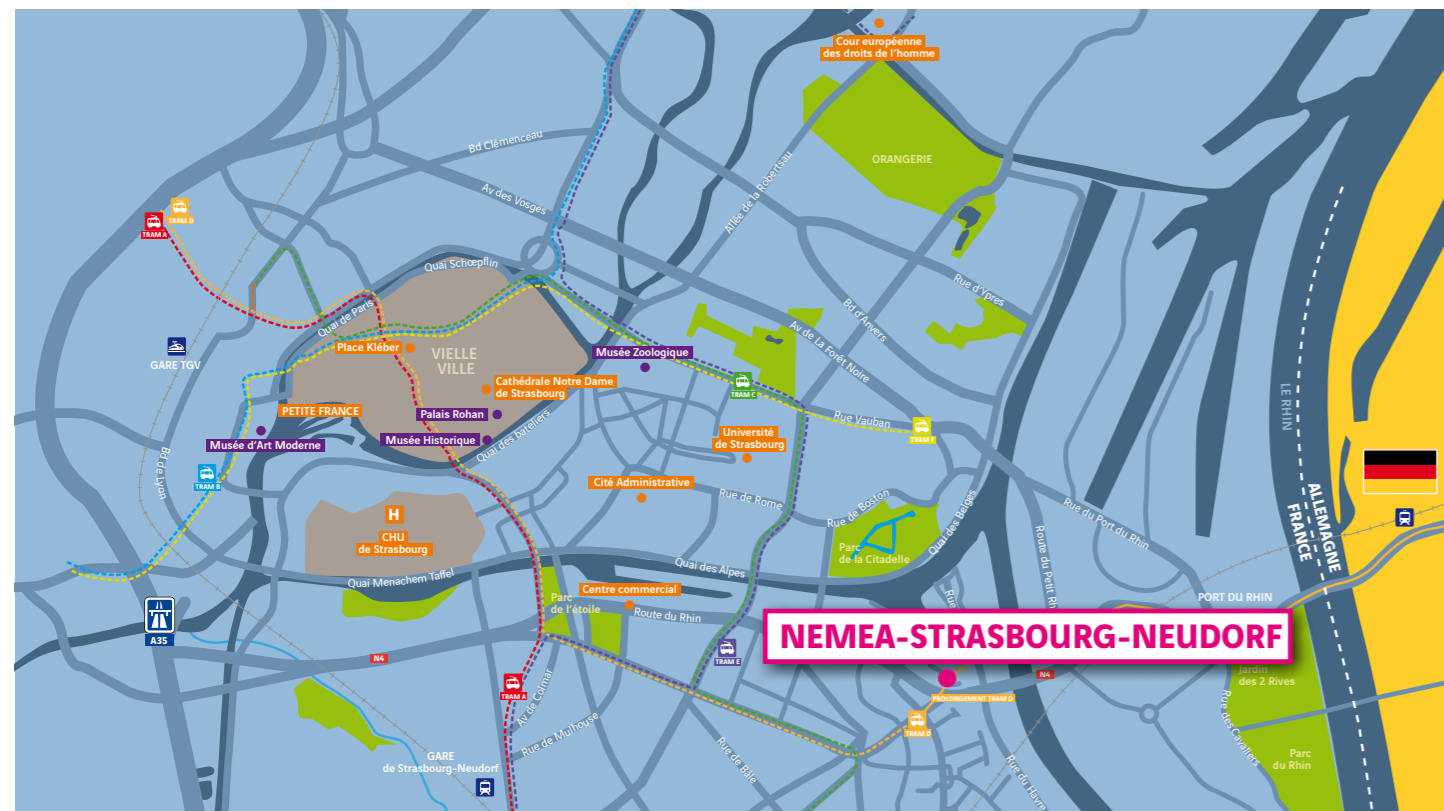 Cour européenne
des droits de l'homme
Bd Clémenceau
ORANGERIE
Allée de la Robertsau
Av des Vosges
TRAM A
TRAM D
Quai Schœpflin
Rue d'Ypres
Quai de Paris
Bd d'Anvers
Av de La Forêt Noire
GARE TGV
Place Kléber
VIELLE
VILLE
Musée Zoologique
Cathédrale Notre Dame
de Strasbourg
TRAM C
LE RHIN
PETITE FRANCE
Palais Rohan
Rue Vauban
TRAM F
Musée d'Art Moderne
Musée Historique
Quai des bateliers
Université
de Strasbourg
Bd de Lyon
TRAM B
Cité Administrative
Rue de Rome
Rue de Boston
Quai des Belges
Rue du Port du Rhin
ALLEMAGNE
FRANCE
H
CHU
de Strasbourg
Parc
de la Citadelle
Route du Petit Rh
Quai Menachem Taffel
Quai des Alpes
Centre commercial
Parc
de l'étoile
Route du Rhin
Rue
PORT DU RHIN
A35
NEMEA-STRASBOURG-NEUDORF
N4
TRAM E
N4
Jardin
des 2 Rives
TRAM A
Av de Colmar
PROLONGEMENT TRAM D
TRAM D
Rue des Cavaliers
Rue de Mulhouse
Rue de Bâle
Rue du Havre
GARE
de Strasbourg-Neudorf
Parc
du Rhin